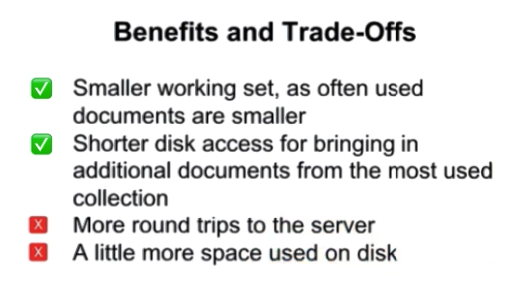 Benefits and Trade-Offs
Smaller working set, as often used
documents are smaller
Shorter disk access for bringing in
additional documents from the most used
collection
More round trips to the server
A little more space used on disk